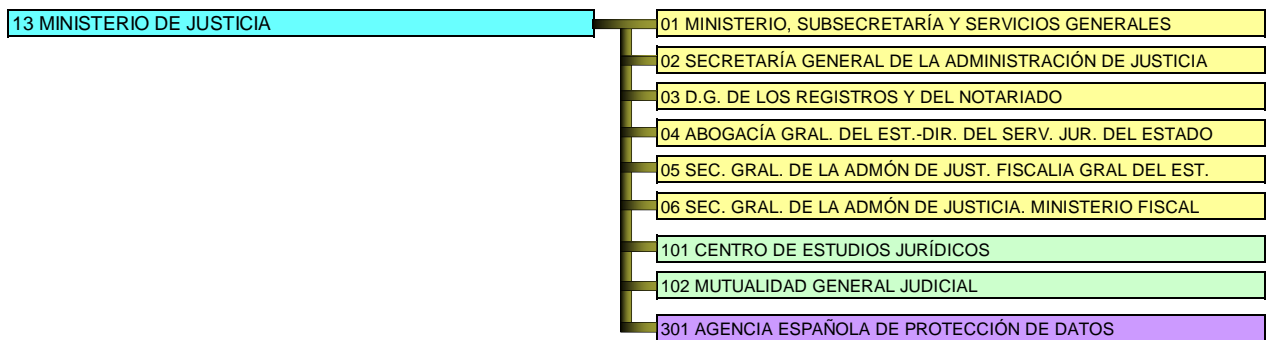 13 MINISTERIO DE JUSTICIA
01 MINISTERIO, SUBSECRETARÍA Y SERVICIOS GENERALES
02 SECRETARÍA GENERAL DE LA ADMINISTRACIÓN DE JUSTICIA
03 D.G. DE LOS REGISTROS Y DEL NOTARIADO
04 ABOGACÍA GRAL. DEL EST.-DIR. DEL SERV. JUR. DEL ESTADO
05 SEC. GRAL. DE LA ADMÓN DE JUST. FISCALIA GRAL DEL EST.
06 SEC. GRAL. DE LA ADMÓN DE JUSTICIA. MINISTERIO FISCAL
101 CENTRO DE ESTUDIOS JURÍDICOS
102 MUTUALIDAD GENERAL JUDICIAL
301 AGENCIA ESPAÑOLA DE PROTECCIÓN DE DATOS